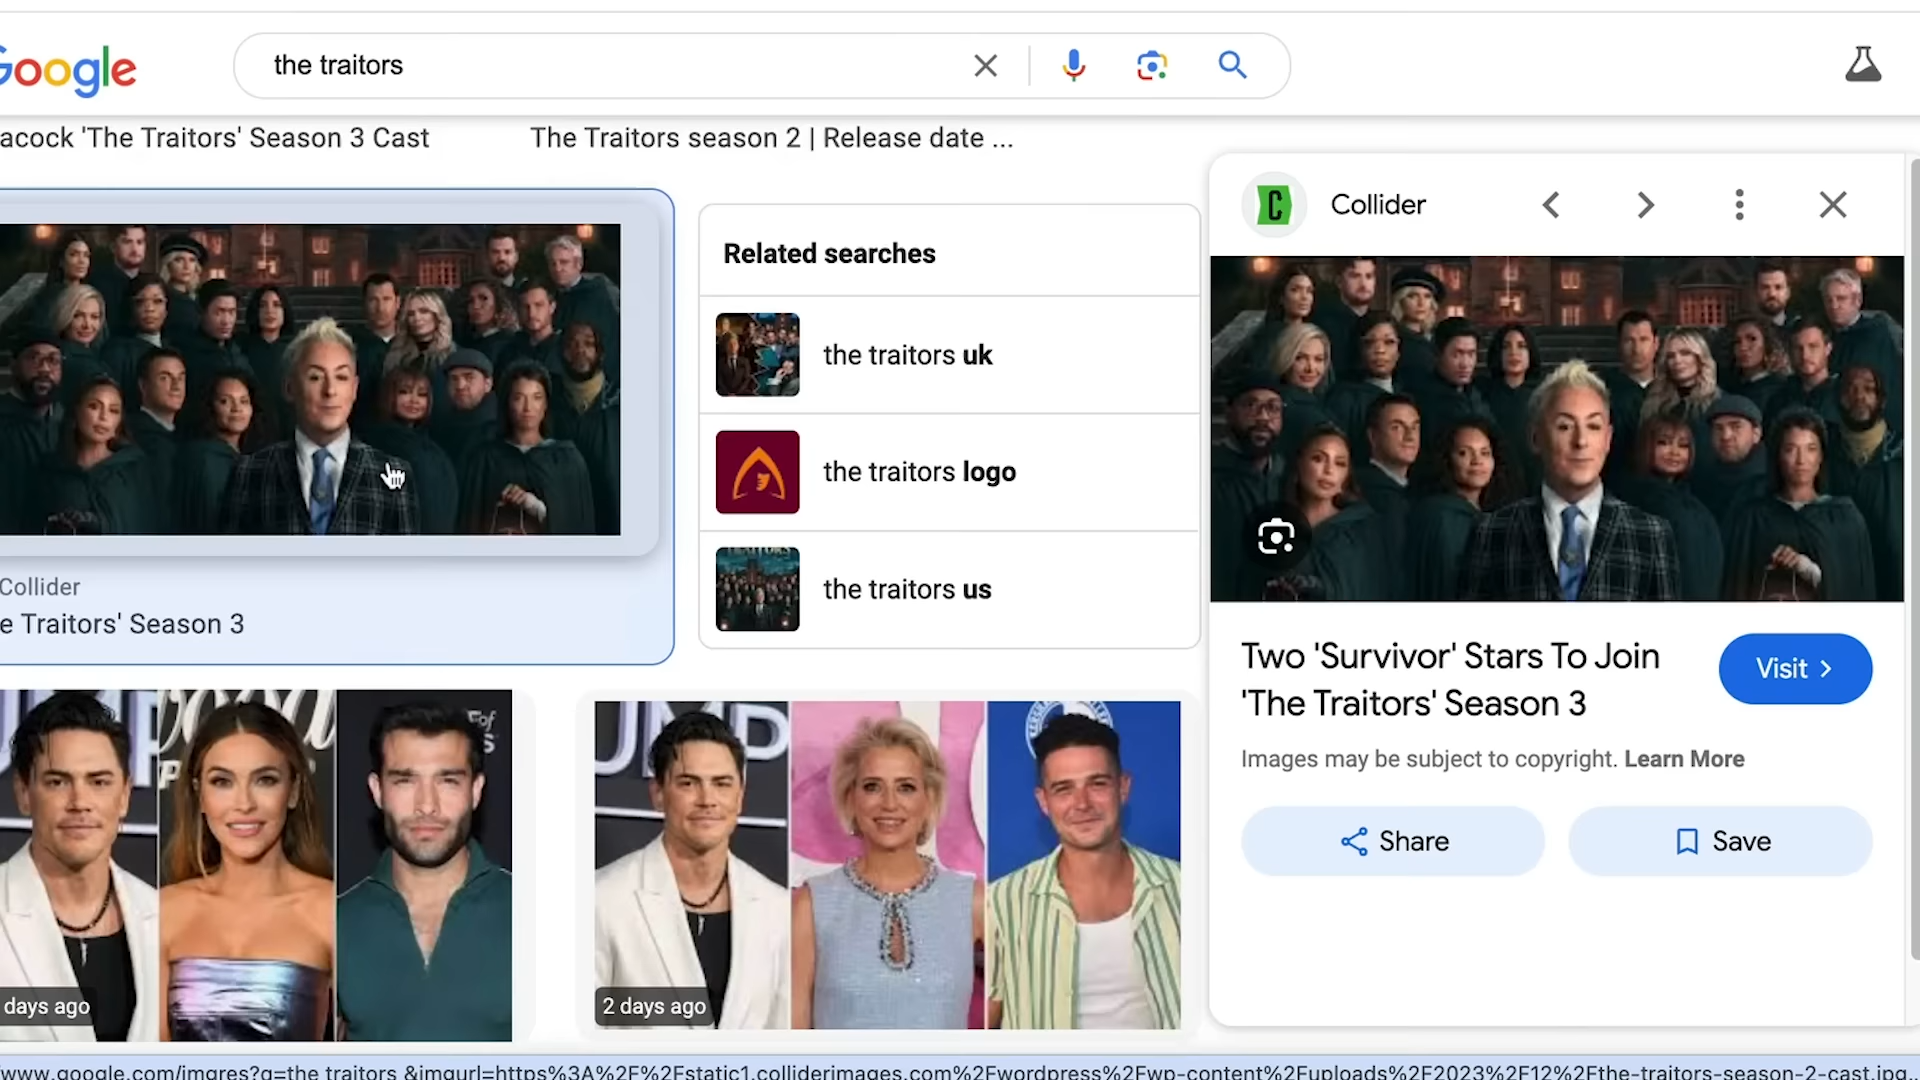 Google
the traitors
acock 'The Traitors' Season 3 Cast
The Traitors season 2 | Release date ...
Collider
e Traitors' Season 3
Related searches
the traitors uk
the traitors logo
the traitors us
days ago
2 days ago
C
Collider
Two 'Survivor' Stars To Join
'The Traitors' Season 3
Visit
Images may be subject to copyright. Learn More
Share
Save
www.google.com/imgres?q=the traitors &imgurl=https%3A%2F%2Fstatic1.colliderimages.com%2Fwordpress%2Fwp-content%2Fuploads%2F2023%2F12%2Fthe-traitors-season-2-cast.jpg...